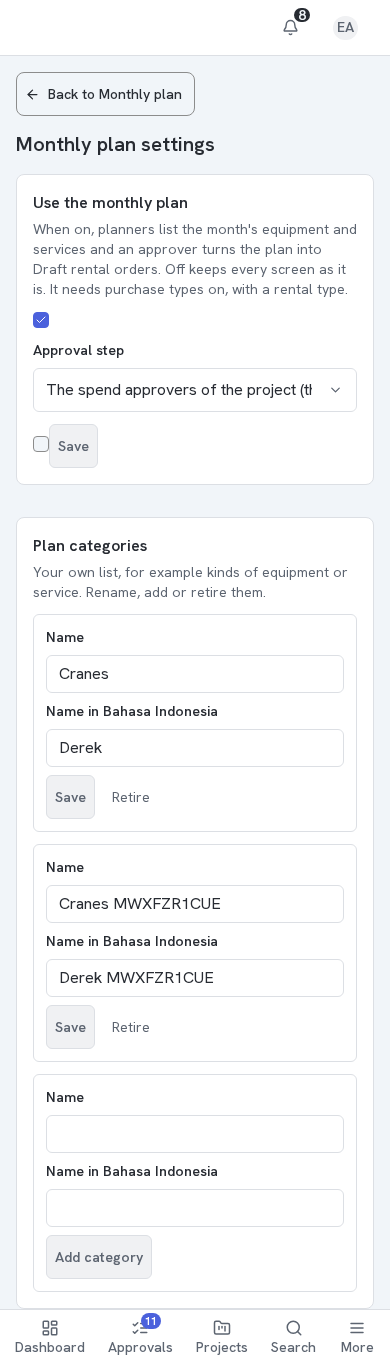 8
EA
Back to Monthly plan
Monthly plan settings
Use the monthly plan
When on, planners list the month's equipment and
services and an approver turns the plan into
Draft rental orders. Off keeps every screen as it
is. It needs purchase types on, with a rental type.
Approval step
The spend approvers of the project (th
Save
Plan categories
Your own list, for example kinds of equipment or
service. Rename, add or retire them.
Name
Cranes
Name in Bahasa Indonesia
Derek
Save Retire
Name
Cranes MWXFZR1CUE
Name in Bahasa Indonesia
Derek MWXFZR1CUE
Save Retire
Name
Name in Bahasa Indonesia
Add category
11
Dashboard Approvals Projects Search More